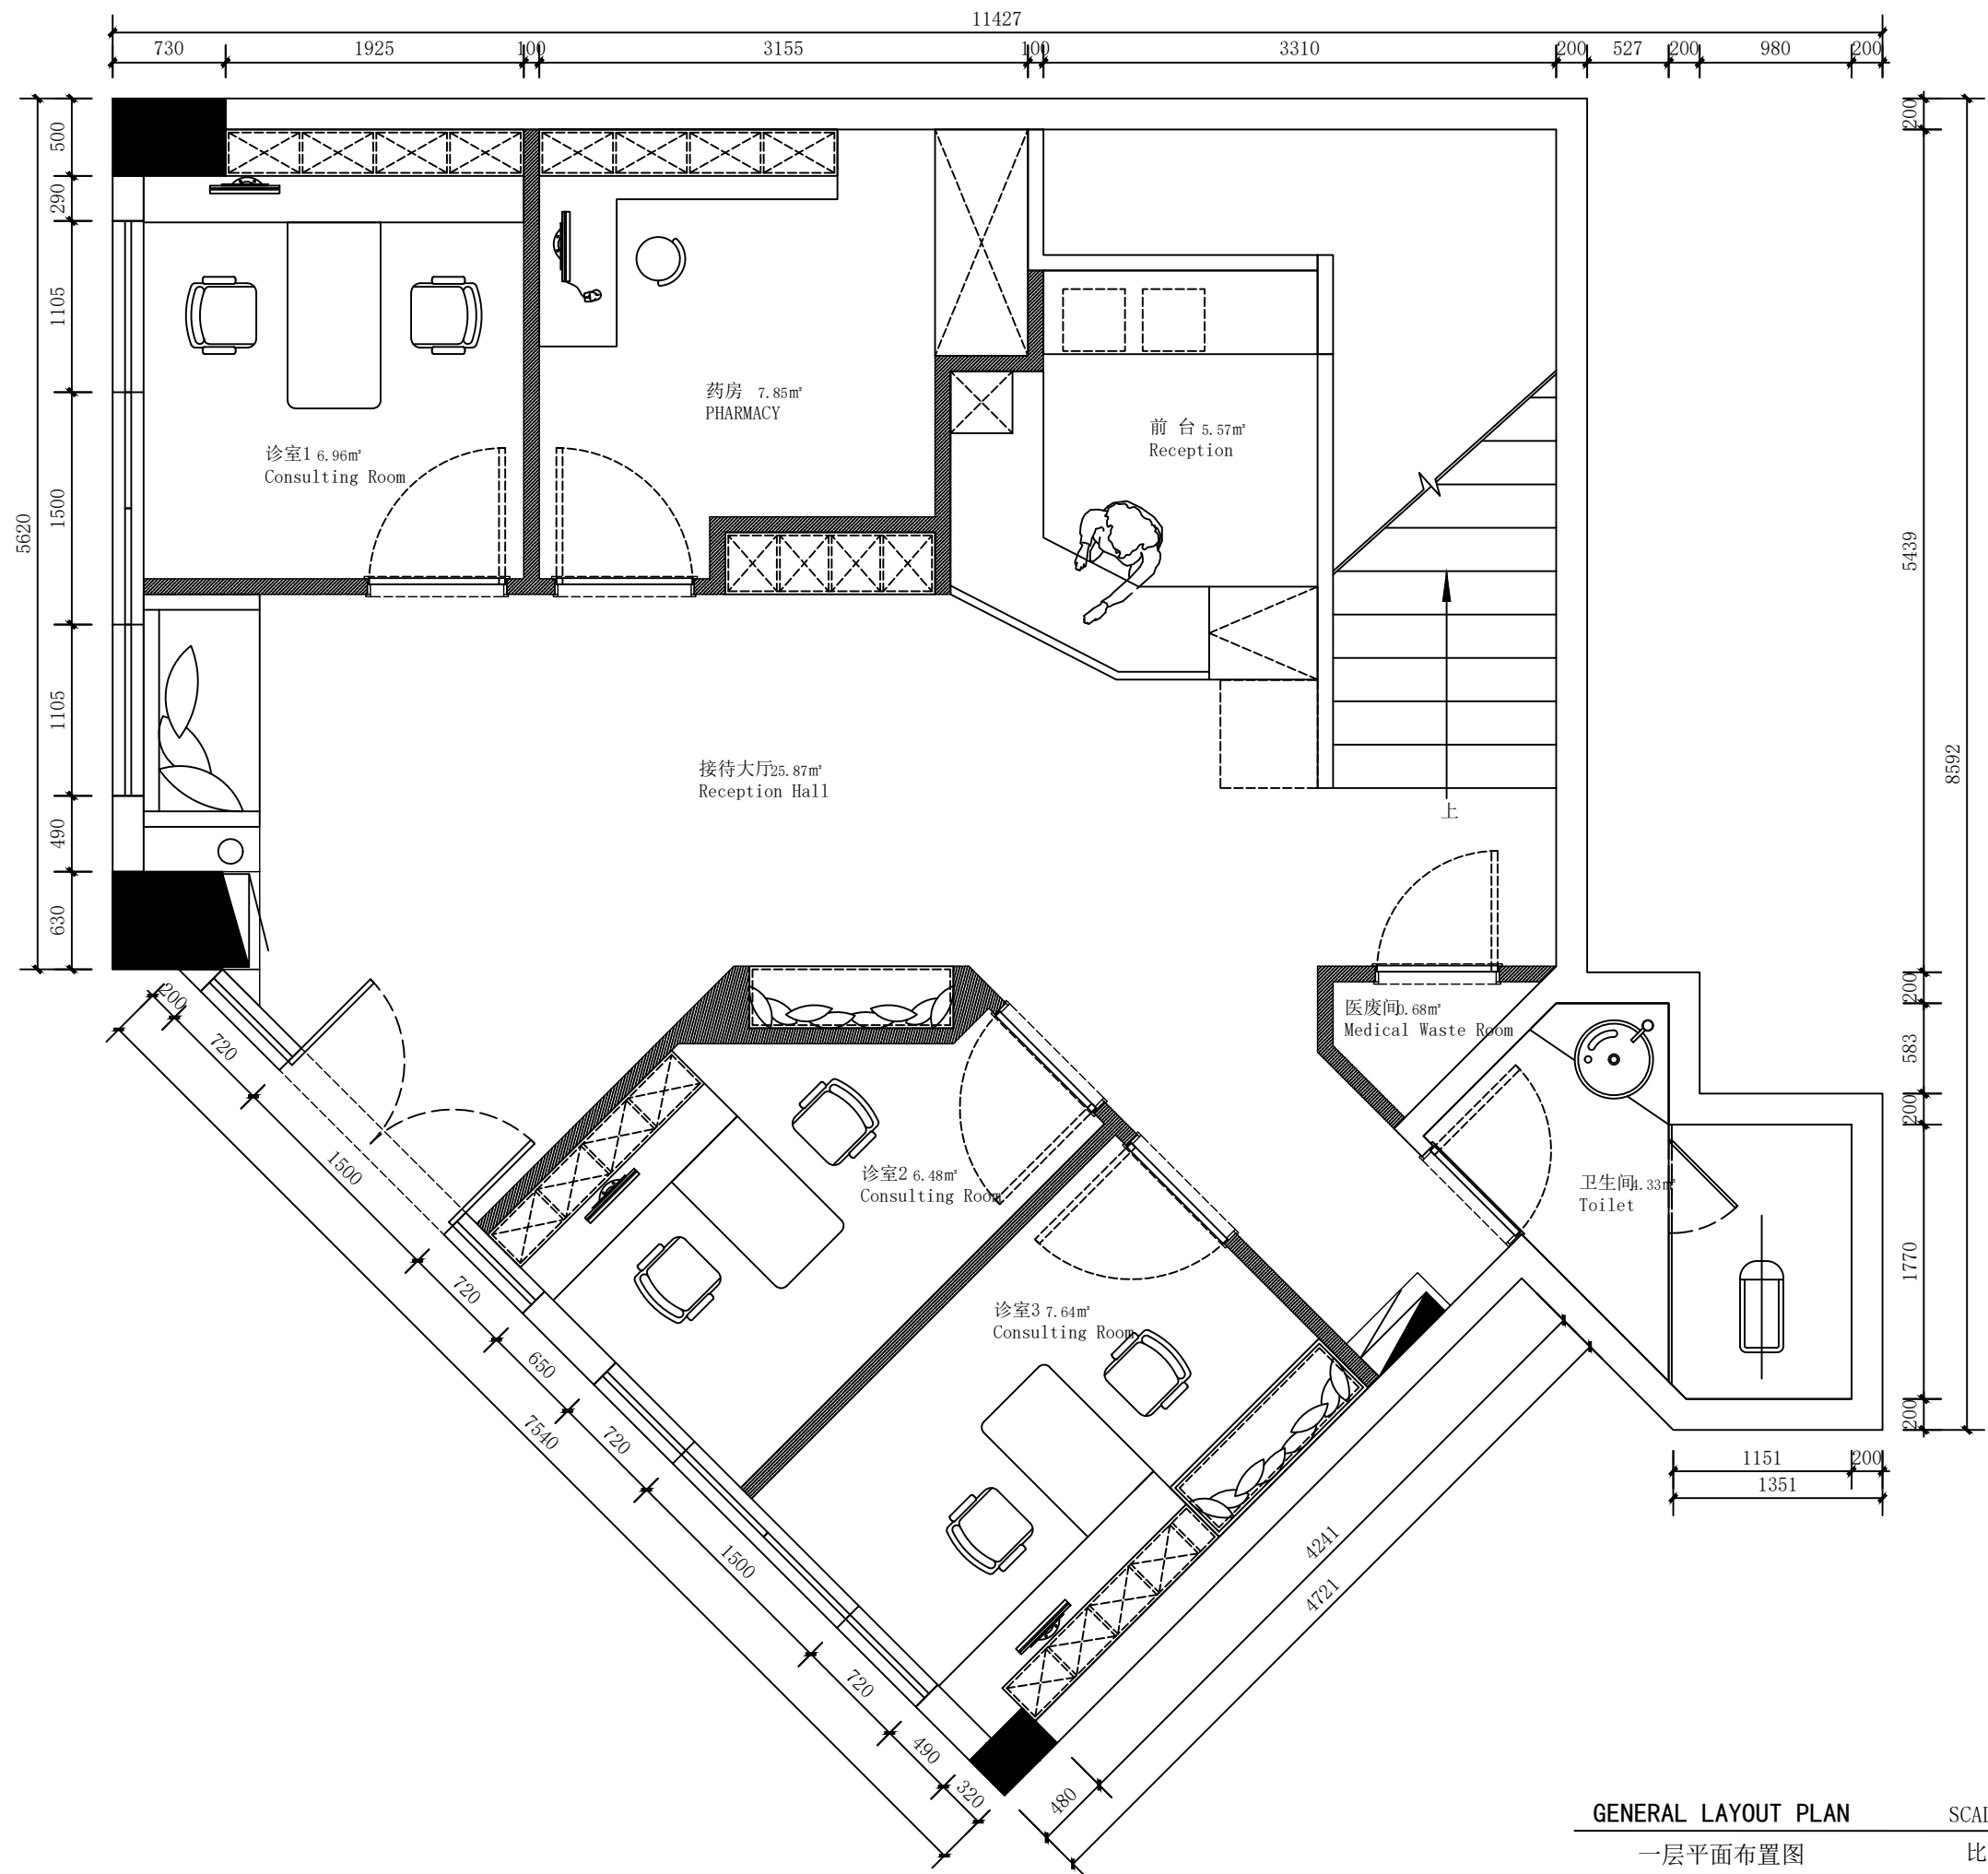 11427
730 1925 100 3155 100 3310 200 527 200 980 200
500
290
1105
1500
1105
490
630
5620
200
5439
200
583
200
1770
200
8592
药房 7.85㎡
PHARMACY
前 台 5.57㎡
Reception
诊室1 6.96㎡
Consulting Room
接待大厅25.87㎡
Reception Hall
上
医废间0.68㎡
Medical Waste Room
诊室2 6.48㎡
Consulting Room
卫生间4.33㎡
Toilet
诊室3 7.64㎡
Consulting Room
200
720
1500
720
650
720
1500
720
490
320
7540
480
4241
4721
1151 200
1351
GENERAL LAYOUT PLAN SCAL
一层平面布置图 比